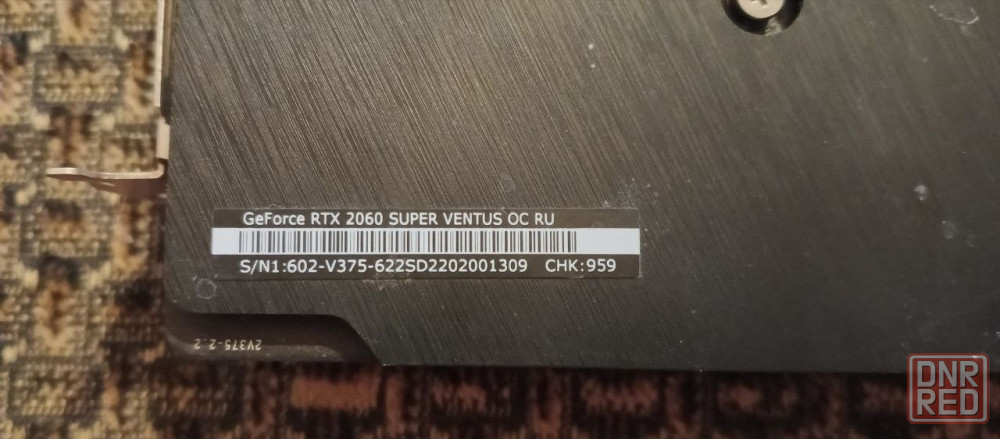 GeForce RTX 2060 SUPER VENTUS OC RU
S/N1:602-V375-622SD2202001309 CHK:959
2V375-2.2
DNR
RED